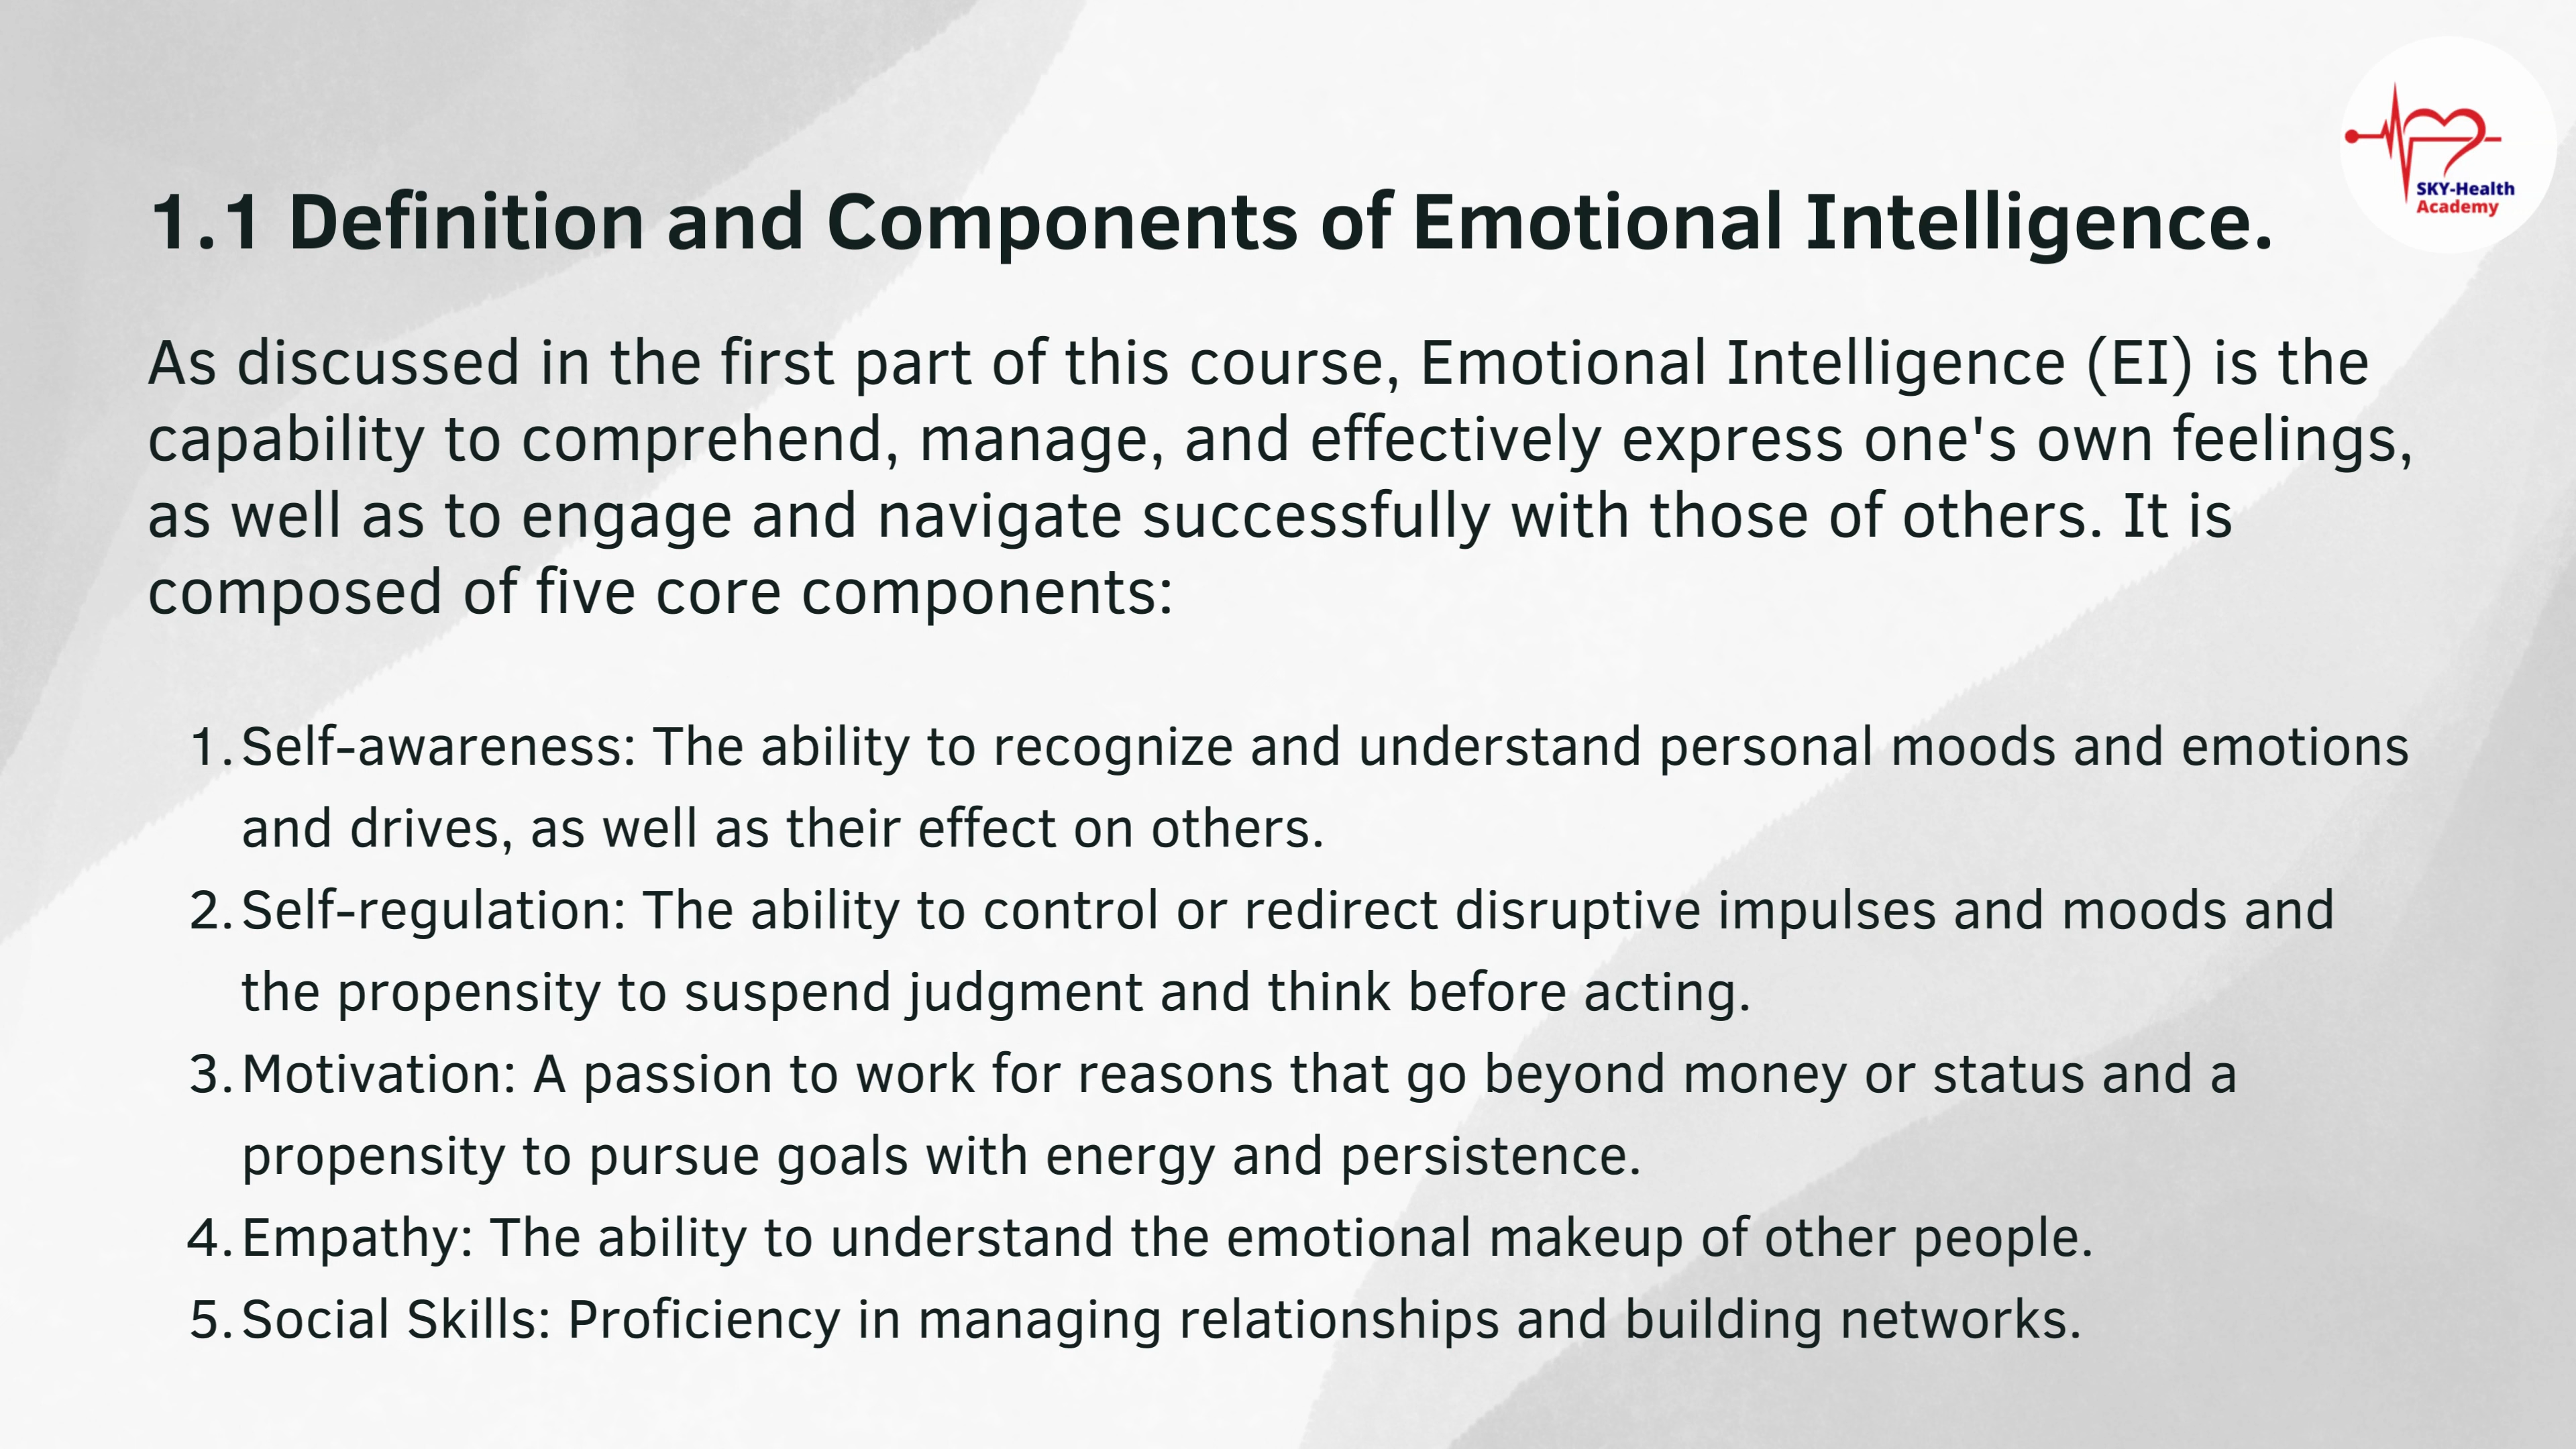 SKY-Health
Academy
1.1 Definition and Components of Emotional Intelligence.
As discussed in the first part of this course, Emotional Intelligence (EI) is the
capability to comprehend, manage, and effectively express one's own feelings,
as well as to engage and navigate successfully with those of others. It is
composed of five core components:
1. Self-awareness: The ability to recognize and understand personal moods and emotions
and drives, as well as their effect on others.
2. Self-regulation: The ability to control or redirect disruptive impulses and moods and
the propensity to suspend judgment and think before acting.
3. Motivation: A passion to work for reasons that go beyond money or status and a
propensity to pursue goals with energy and persistence.
4. Empathy: The ability to understand the emotional makeup of other people.
5. Social Skills: Proficiency in managing relationships and building networks.